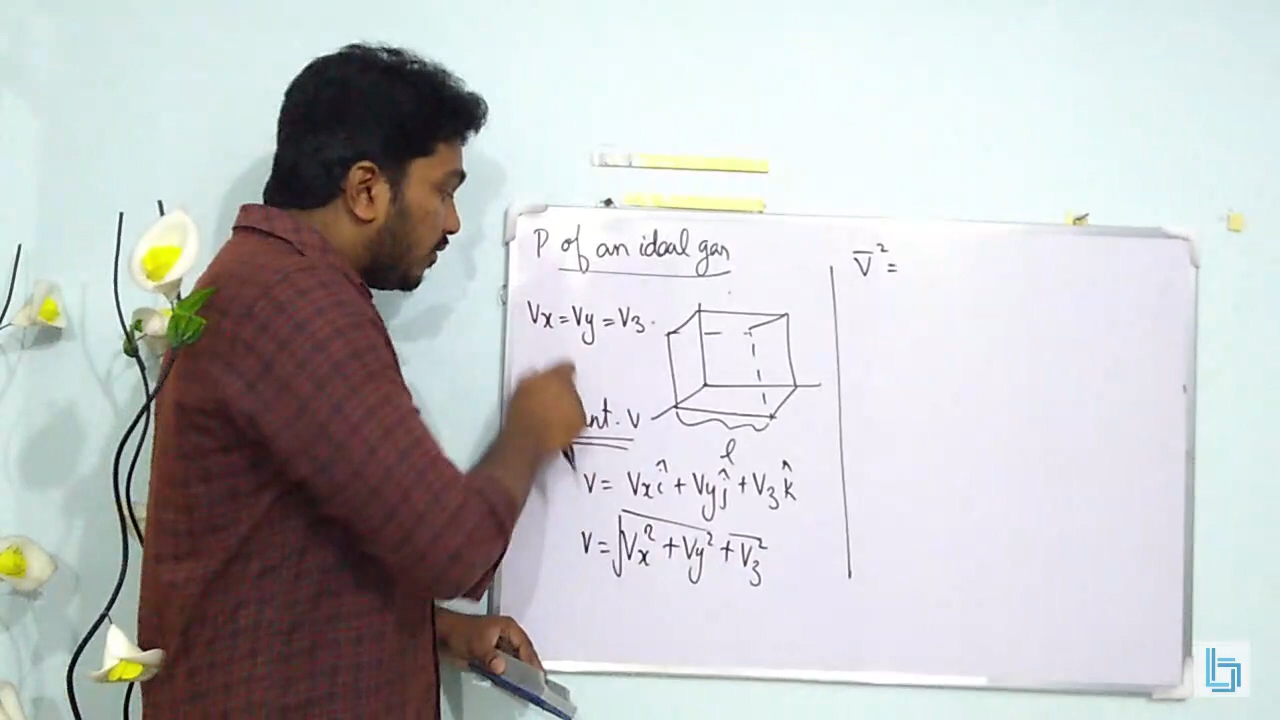 P of an ideal gas
Vx = Vy = V3.
V
l
V = Vx î + Vy ĵ + V3 k̂
V = √Vx² + Vy² + V3²
V̅² =